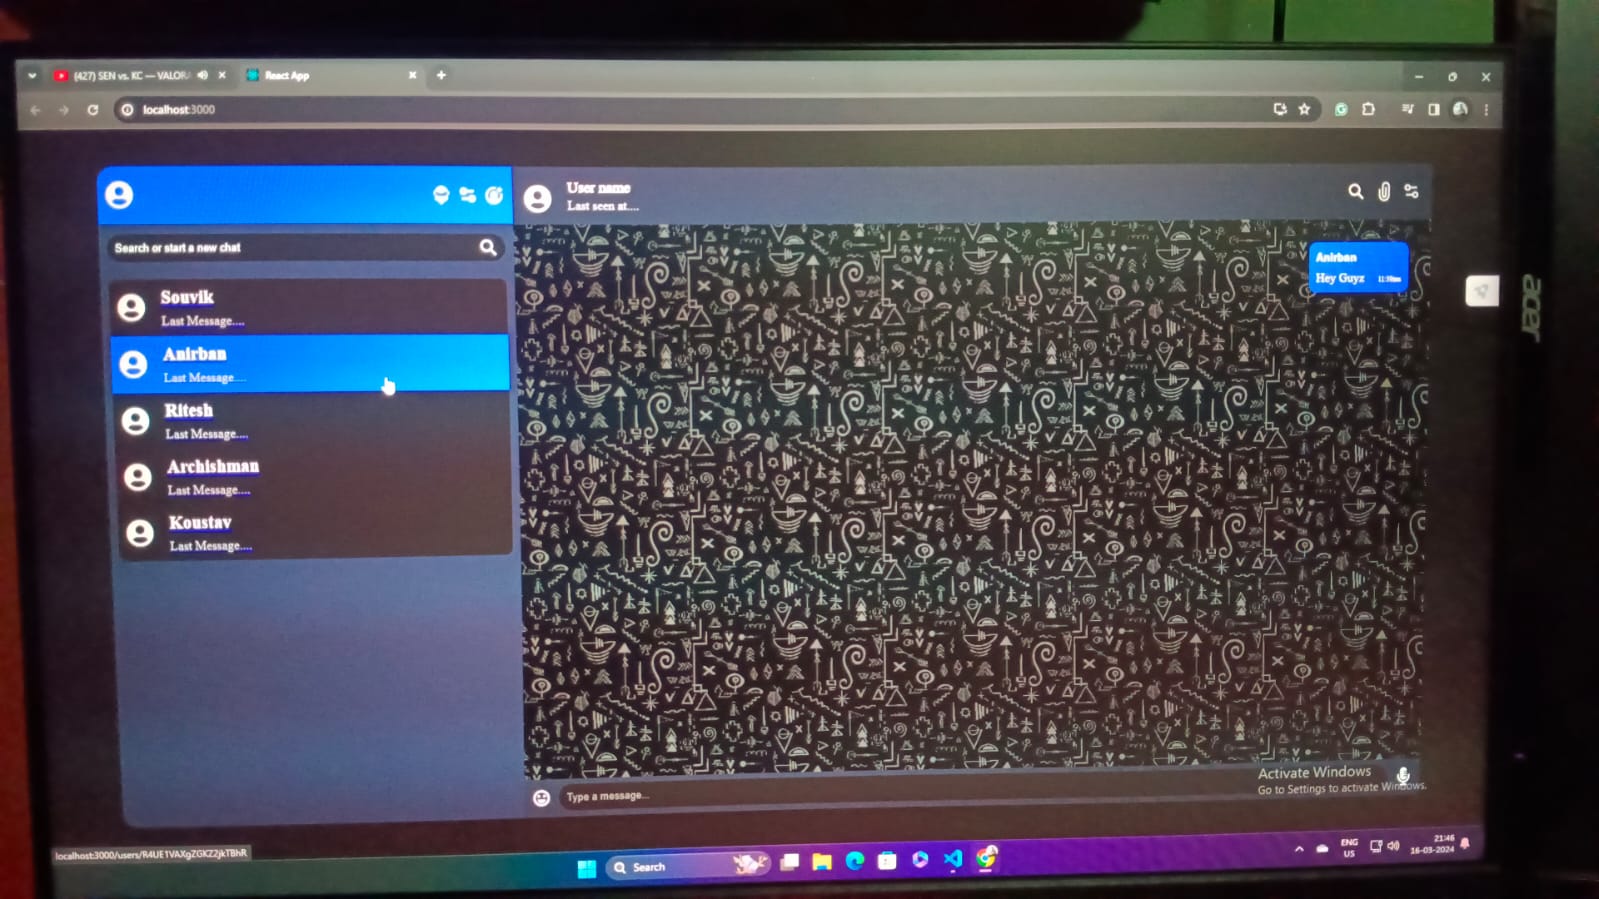 (427) SEN vs. KC — VALORA
React App
localhost:3000
User name
Last seen at....
Search or start a new chat
Anirban
Hey Guyz
Souvik
Last Message....
Anirban
Last Message....
Ritesh
Last Message....
Archishman
Last Message....
Koustav
Last Message....
acer
Type a message...
Activate Windows
Go to Settings to activate Windows.
localhost:3000/users/R4UE1VAXgZGKZ2jkTBhR
Search
ENG
US
21:46
16-03-2024